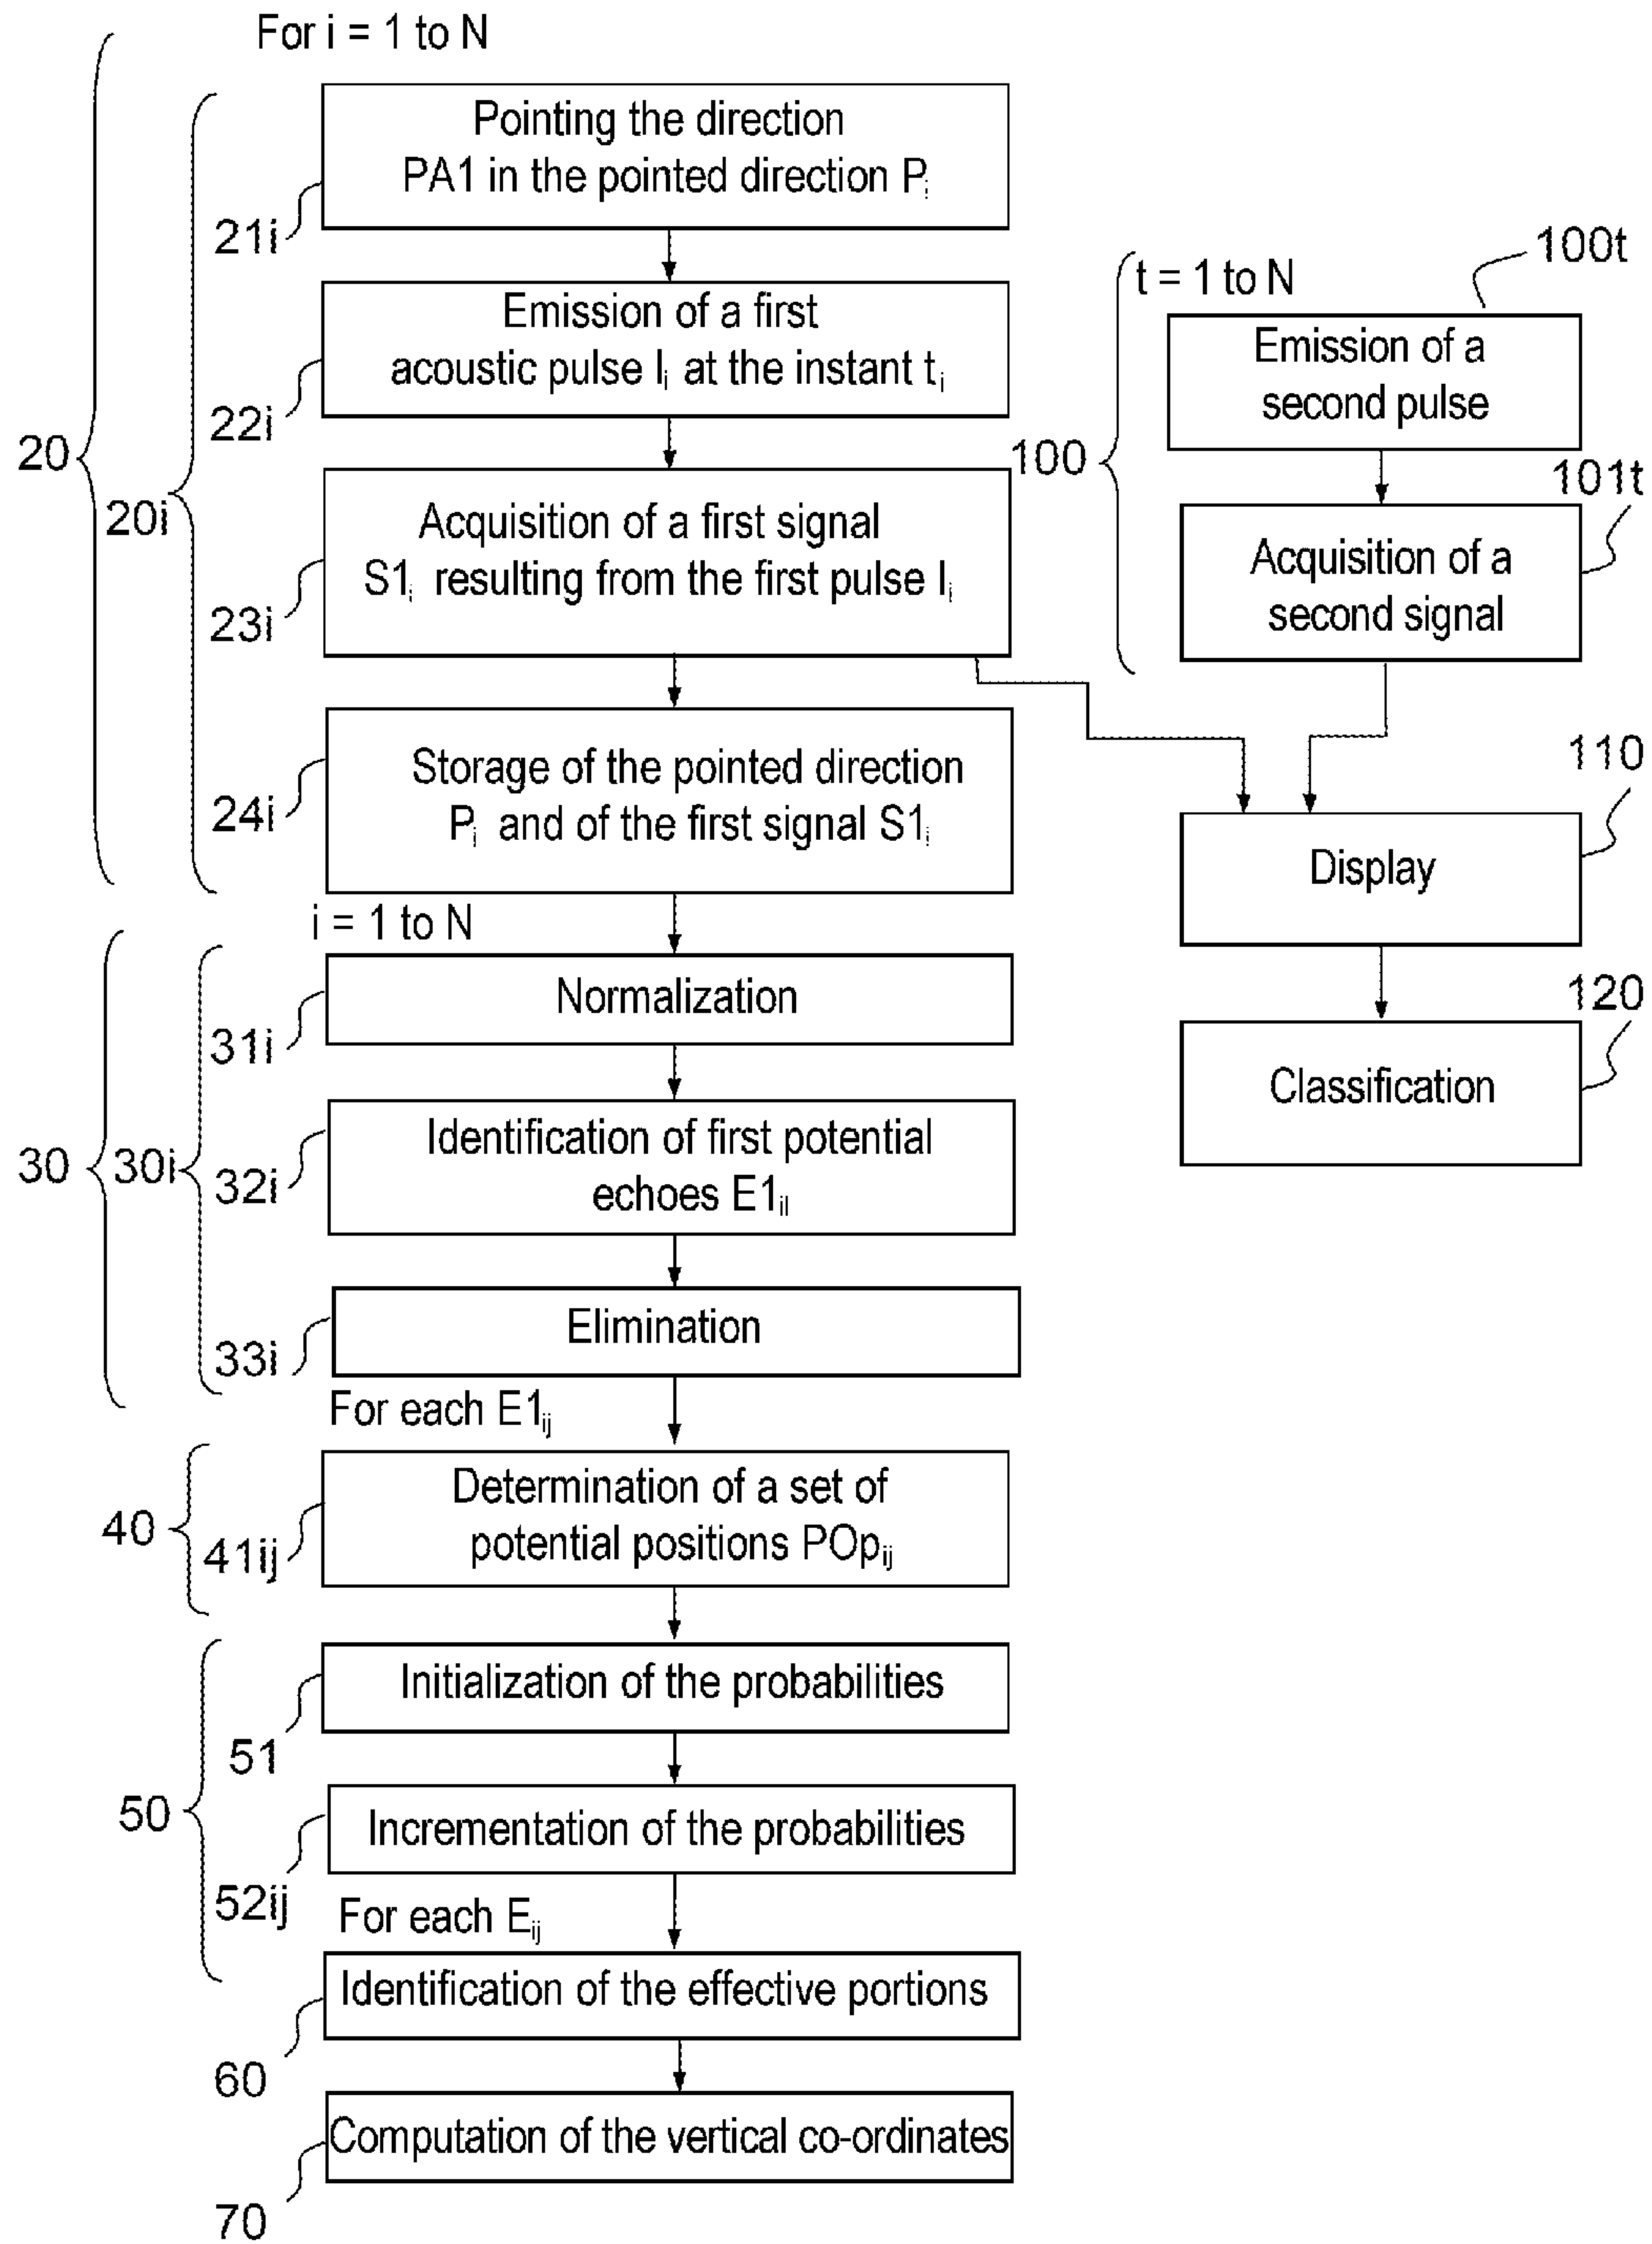 For i = 1 to N
Pointing the direction
PA1 in the pointed direction Pi
21i
Emission of a first
acoustic pulse Ii at the instant ti
22i
20
20i
Acquisition of a first signal
S1i resulting from the first pulse Ii
23i
Storage of the pointed direction
Pi and of the first signal S1i
24i
100t
t = 1 to N
Emission of a
second pulse
100
101t
Acquisition of a
second signal
110
Display
120
Classification
i = 1 to N
Normalization
31i
30
30i
Identification of first potential
echoes E1il
32i
Elimination
33i
For each E1ij
40
Determination of a set of
potential positions POpij
41ij
Initialization of the probabilities
51
50
Incrementation of the probabilities
52ij
For each Eij
Identification of the effective portions
60
Computation of the vertical co-ordinates
70